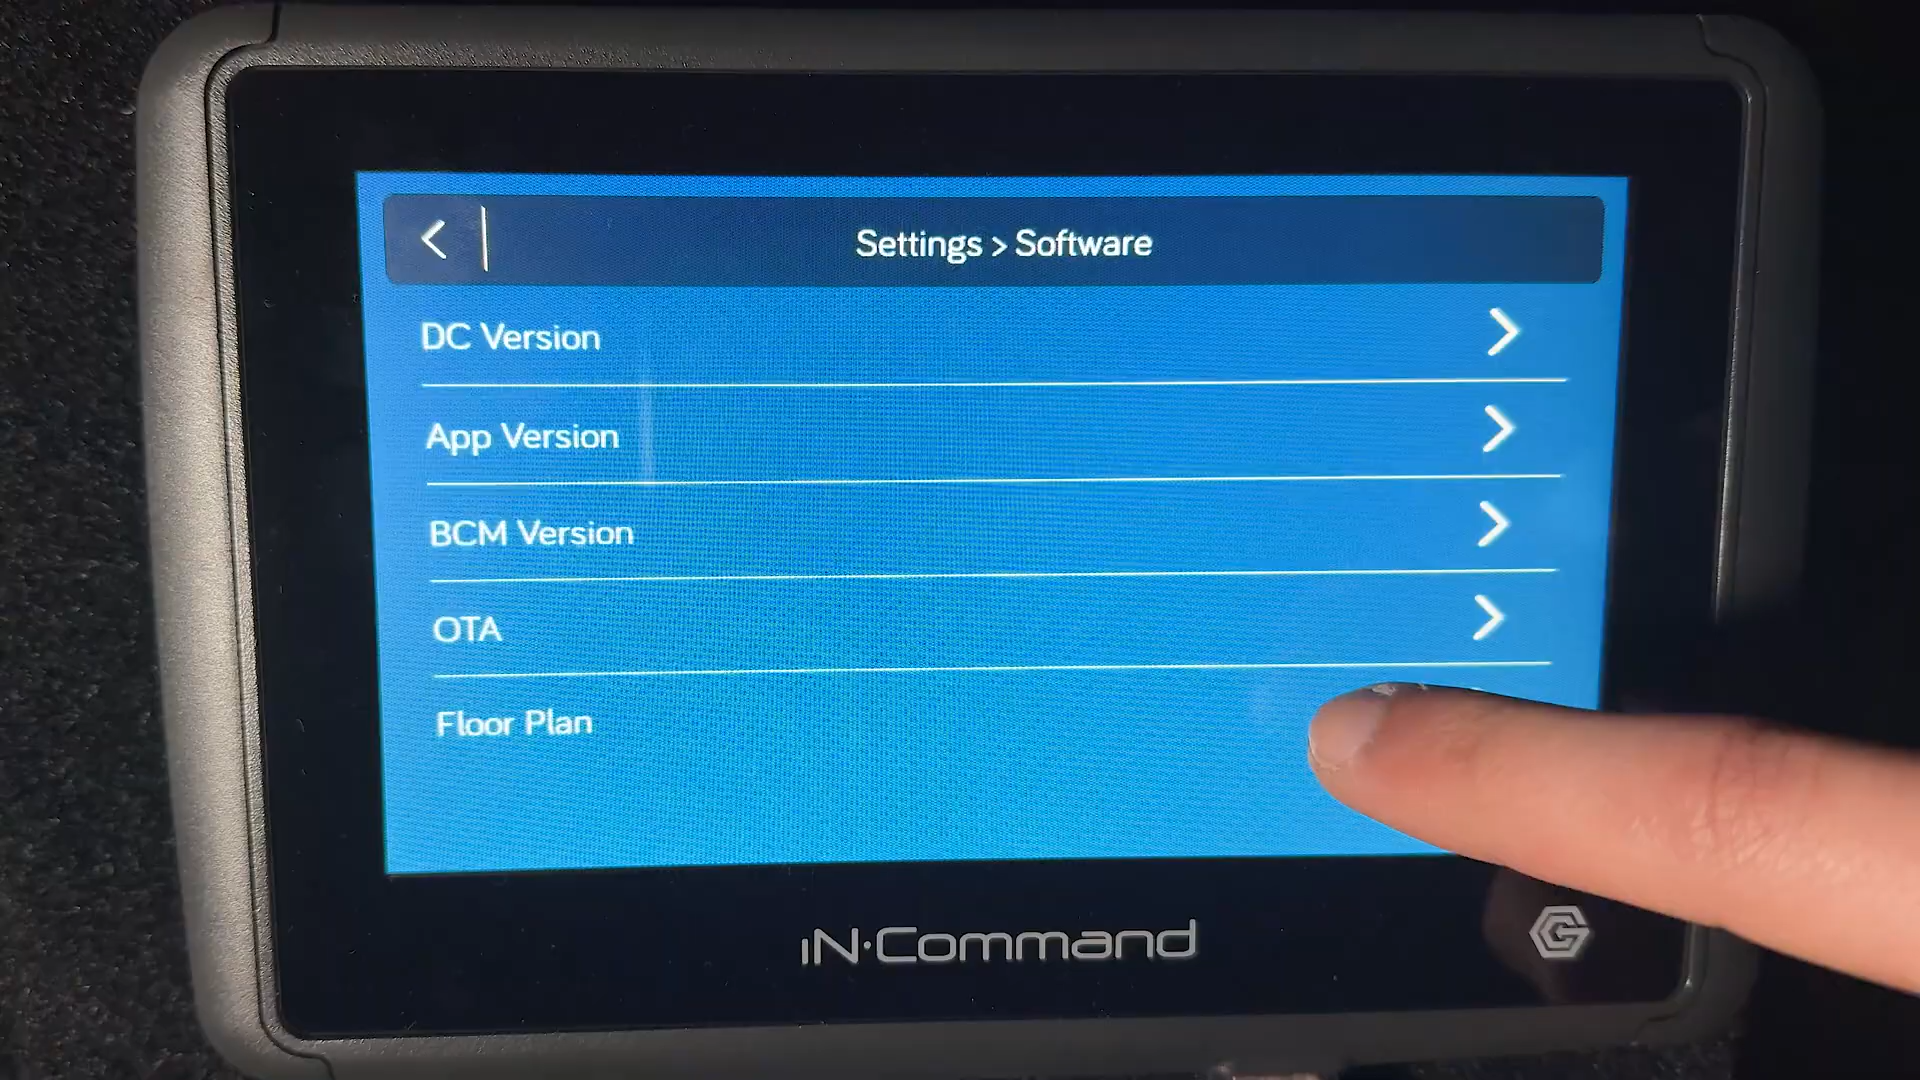 Settings > Software
DC Version
App Version
BCM Version
OTA
Floor Plan
iN·Command